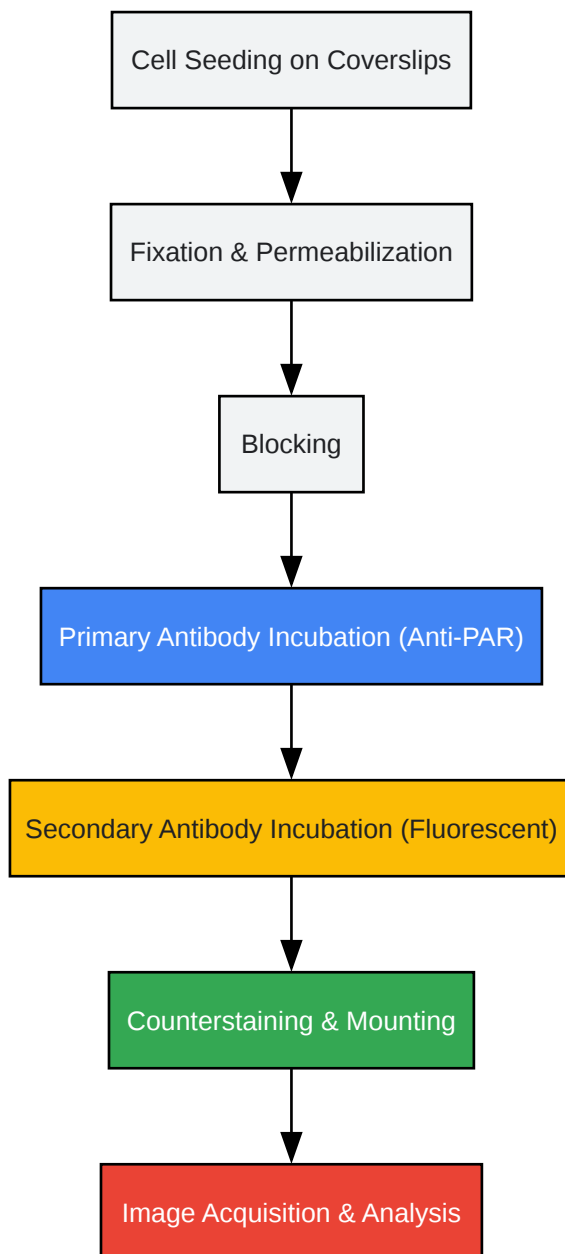 Cell Seeding on Coverslips
Fixation & Permeabilization
Blocking
Primary Antibody Incubation (Anti-PAR)
Secondary Antibody Incubation (Fluorescent)
Counterstaining & Mounting
Image Acquisition & Analysis